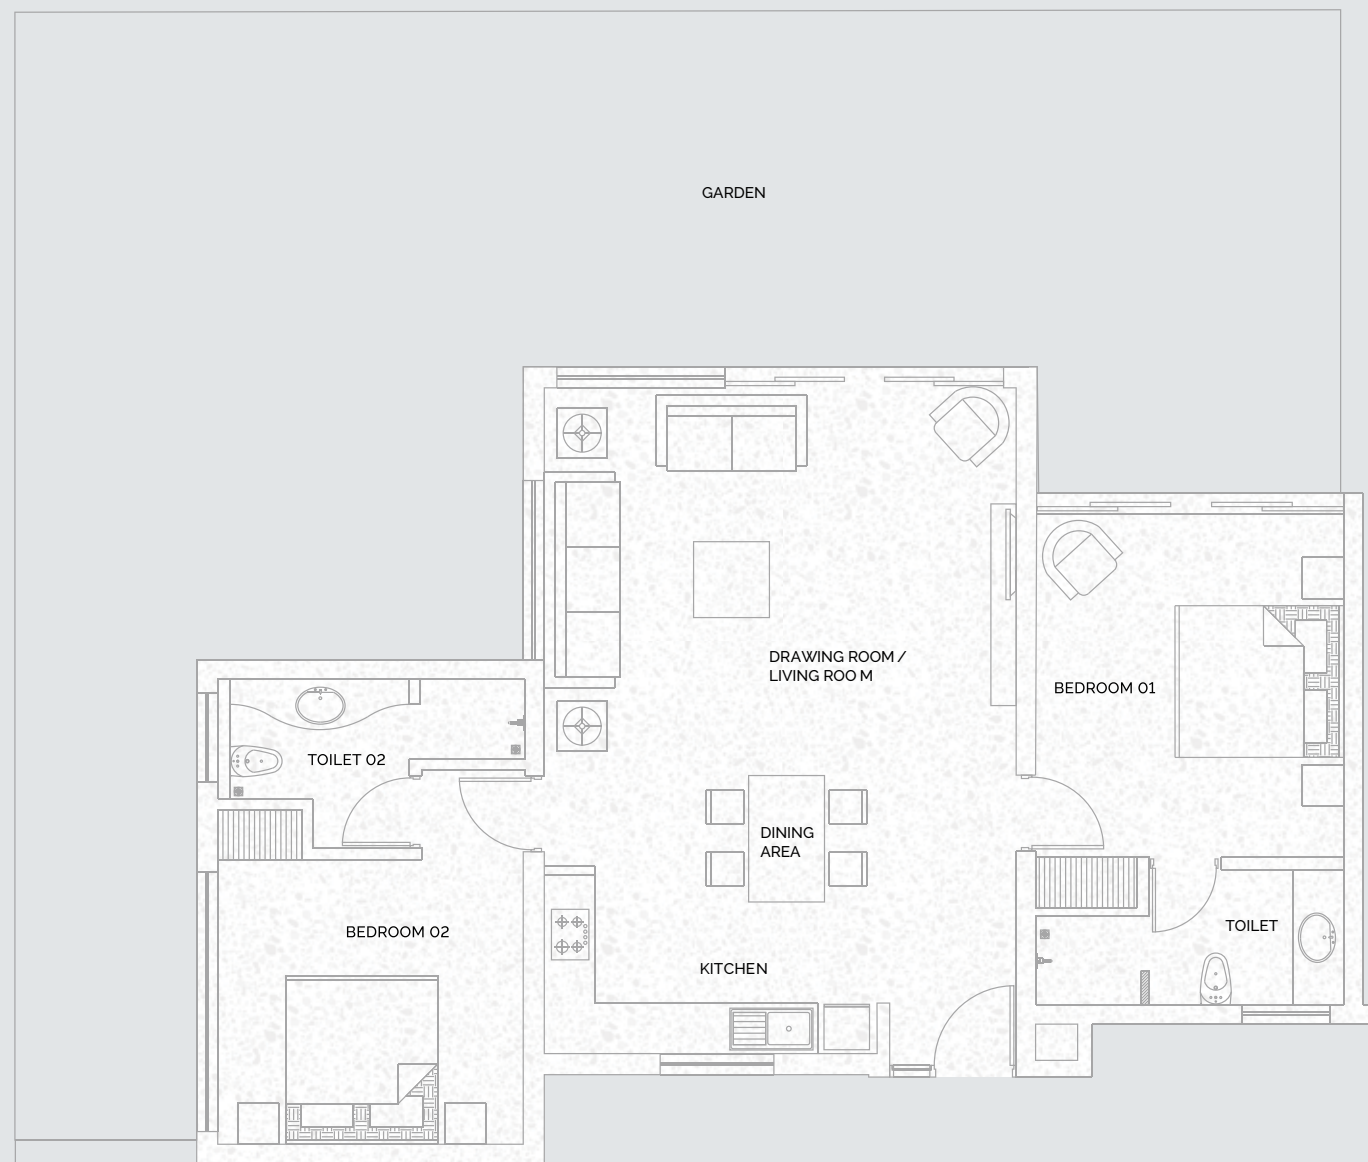 GARDEN
DRAWING ROOM /
LIVING ROO M
BEDROOM 01
TOILET 02
DINING
AREA
TOILET
BEDROOM 02
KITCHEN